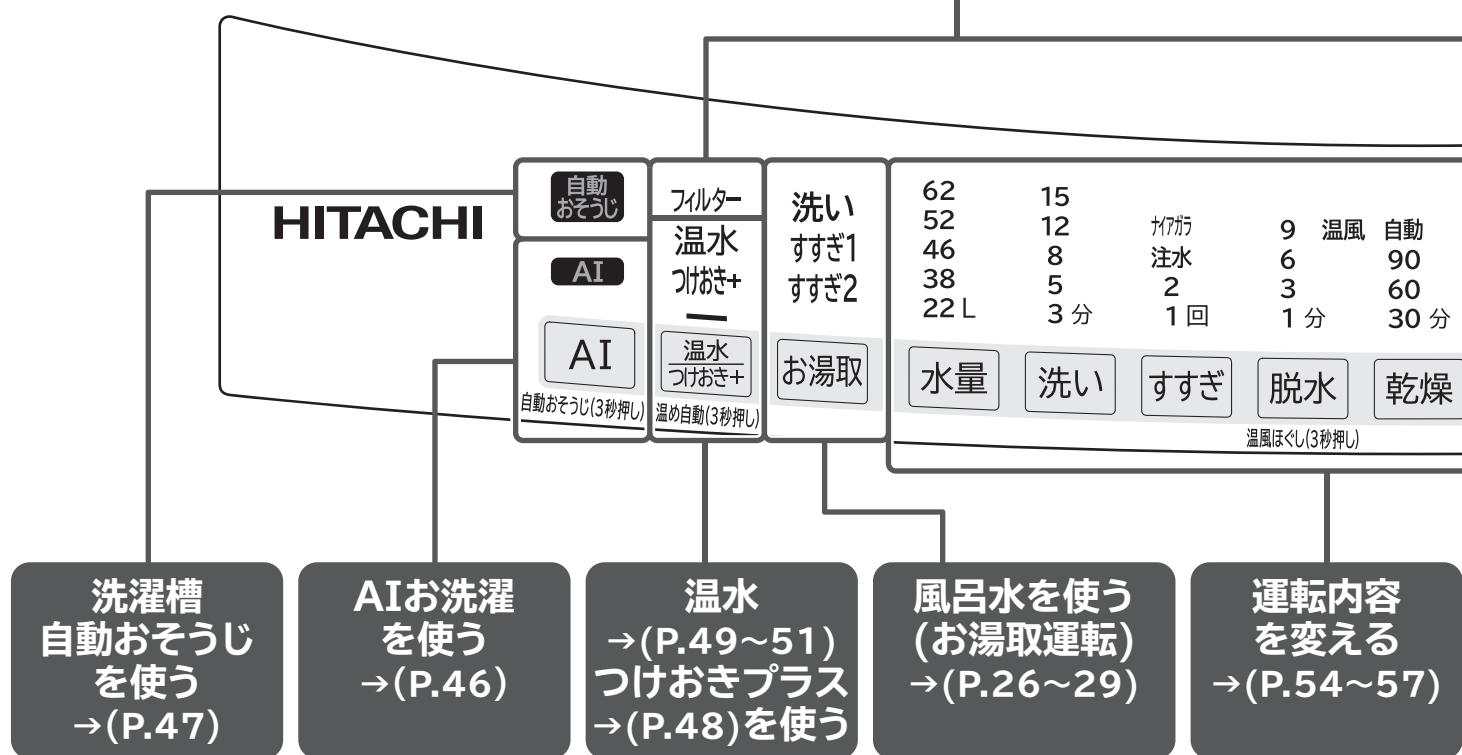 HITACHI
自動
おそうじ
AI
AI
自動おそうじ(3秒押し)
フィルター
温水
つけおき+
温水
つけおき+
温め自動(3秒押し)
洗い
すすぎ1
すすぎ2
お湯取
62
52
46
38
22 L
水量
15
12
8
5
3 分
洗い
ナイアガラ
注水
2
1 回
すすぎ
9 温風
6
3
1 分
脱水
温風ほぐし(3秒押し)
自動
90
60
30 分
乾燥
洗濯槽
自動おそうじ
を使う
→(P.47)
AIお洗濯
を使う
→(P.46)
温水
→(P.49~51)
つけおきプラス
→(P.48)を使う
風呂水を使う
(お湯取運転)
→(P.26~29)
運転内容
を変える
→(P.54~57)